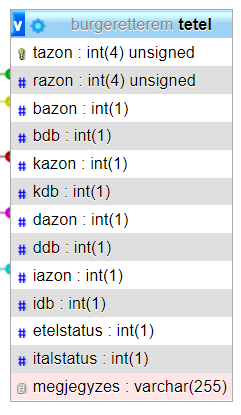 v burgeretterem tetel
tazon : int(4) unsigned
# razon : int(4) unsigned
# bazon : int(1)
# bdb : int(1)
# kazon : int(1)
# kdb : int(1)
# dazon : int(1)
# ddb : int(1)
# iazon : int(1)
# idb : int(1)
# etelstatus : int(1)
# italstatus : int(1)
megjegyzes : varchar(255)